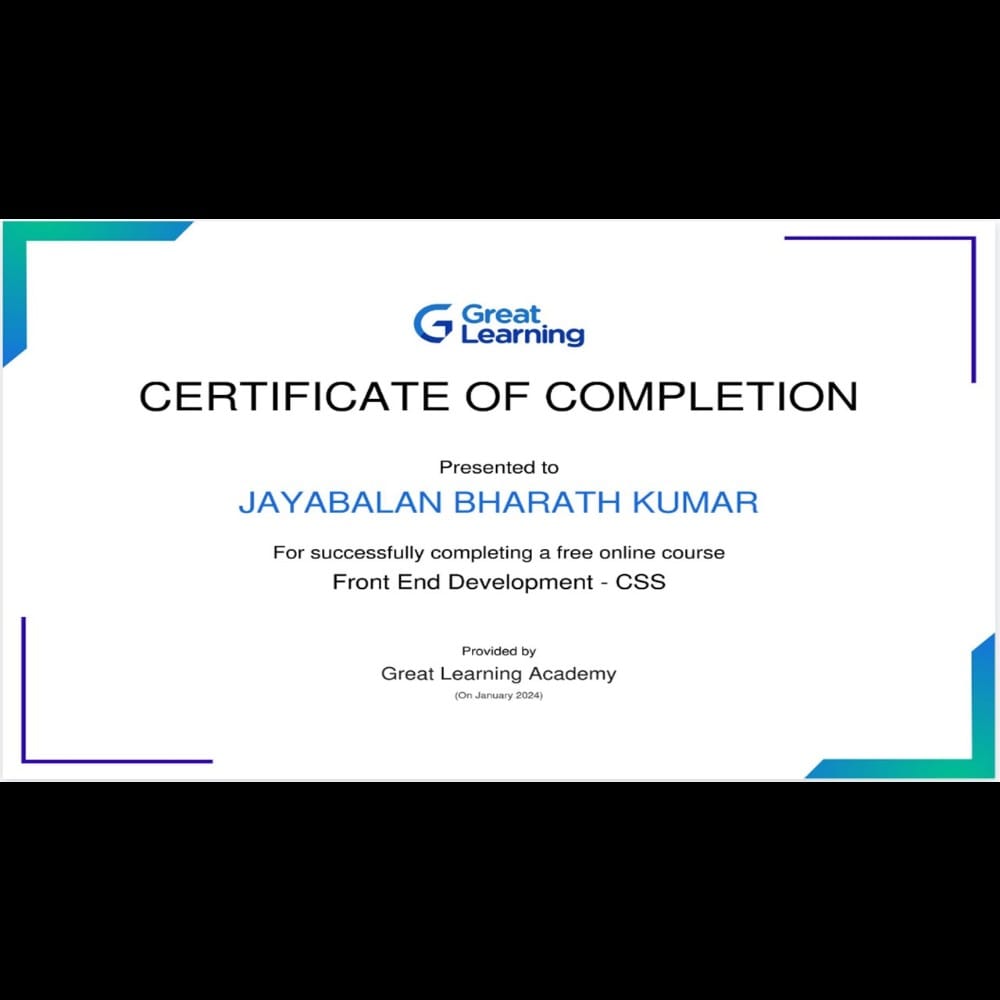 Great
Learning
CERTIFICATE OF COMPLETION
Presented to
JAYABALAN BHARATH KUMAR
For successfully completing a free online course
Front End Development - CSS
Provided by
Great Learning Academy
(On January 2024)